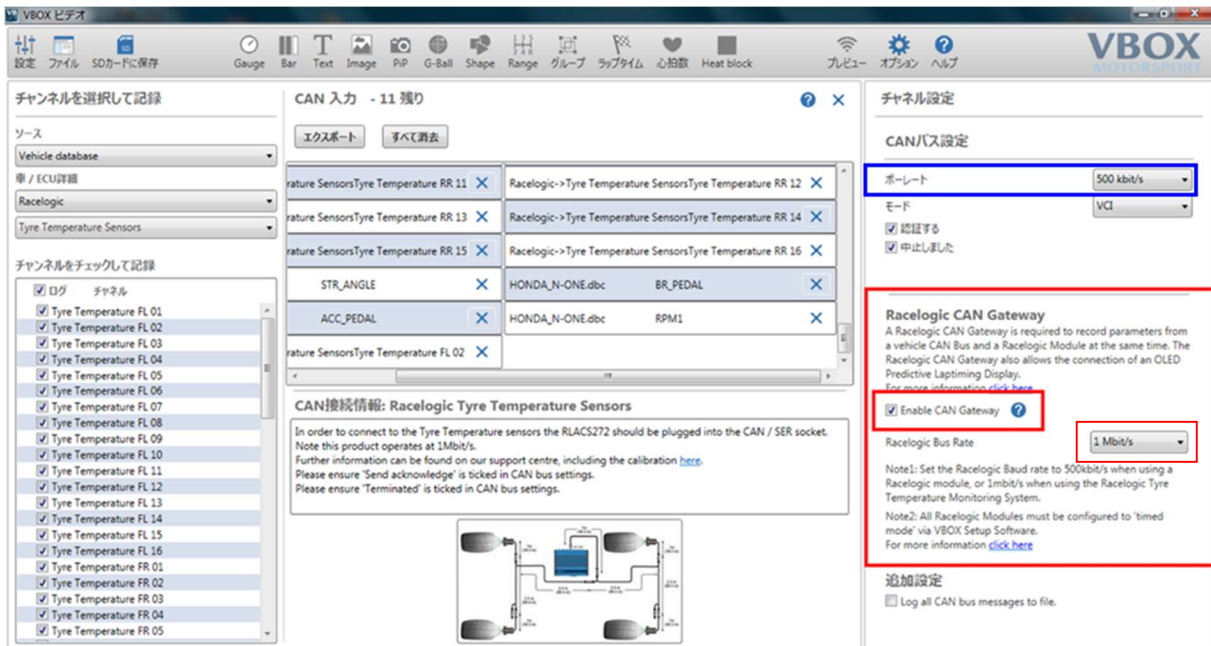 VBOX ビデオ
設定 ファイル SDカードに保存 Gauge Bar Text Image PiP G-Ball Shape Range グループ ラップタイム 心拍数 Heat block プレビュー オプション ヘルプ
VBOX
MOTORSPORT
チャンネルを選択して記録
ソース
Vehicle database
車 / ECU詳細
Racelogic
Tyre Temperature Sensors
チャンネルをチェックして記録
ログ チャネル
Tyre Temperature FL 01
Tyre Temperature FL 02
Tyre Temperature FL 03
Tyre Temperature FL 04
Tyre Temperature FL 05
Tyre Temperature FL 06
Tyre Temperature FL 07
Tyre Temperature FL 08
Tyre Temperature FL 09
Tyre Temperature FL 10
Tyre Temperature FL 11
Tyre Temperature FL 12
Tyre Temperature FL 13
Tyre Temperature FL 14
Tyre Temperature FL 15
Tyre Temperature FL 16
Tyre Temperature FR 01
Tyre Temperature FR 02
Tyre Temperature FR 03
Tyre Temperature FR 04
Tyre Temperature FR 05
CAN 入力 - 11 残り
エクスポート すべて消去
rature SensorsTyre Temperature RR 11 Racelogic->Tyre Temperature SensorsTyre Temperature RR 12
rature SensorsTyre Temperature RR 13 Racelogic->Tyre Temperature SensorsTyre Temperature RR 14
rature SensorsTyre Temperature RR 15 Racelogic->Tyre Temperature SensorsTyre Temperature RR 16
STR_ANGLE HONDA_N-ONE.dbc BR_PEDAL
ACC_PEDAL HONDA_N-ONE.dbc RPM1
rature SensorsTyre Temperature FL 02
CAN接続情報: Racelogic Tyre Temperature Sensors
In order to connect to the Tyre Temperature sensors the RLACS272 should be plugged into the CAN / SER socket.
Note this product operates at 1Mbit/s.
Further information can be found on our support centre, including the calibration here.
Please ensure 'Send acknowledge' is ticked in CAN bus settings.
Please ensure 'Terminated' is ticked in CAN bus settings.
チャネル設定
CANバス設定
ボーレート 500 kbit/s
モード VCI
認証する
中止しました
Racelogic CAN Gateway
A Racelogic CAN Gateway is required to record parameters from
a vehicle CAN Bus and a Racelogic Module at the same time. The
Racelogic CAN Gateway also allows the connection of an OLED
Predictive Laptiming Display.
For more information click here
Enable CAN Gateway
Racelogic Bus Rate 1 Mbit/s
Note1: Set the Racelogic Baud rate to 500kbit/s when using a
Racelogic module, or 1mbit/s when using the Racelogic Tyre
Temperature Monitoring System.
Note2: All Racelogic Modules must be configured to 'timed
mode' via VBOX Setup Software.
For more information click here
追加設定
Log all CAN bus messages to file.